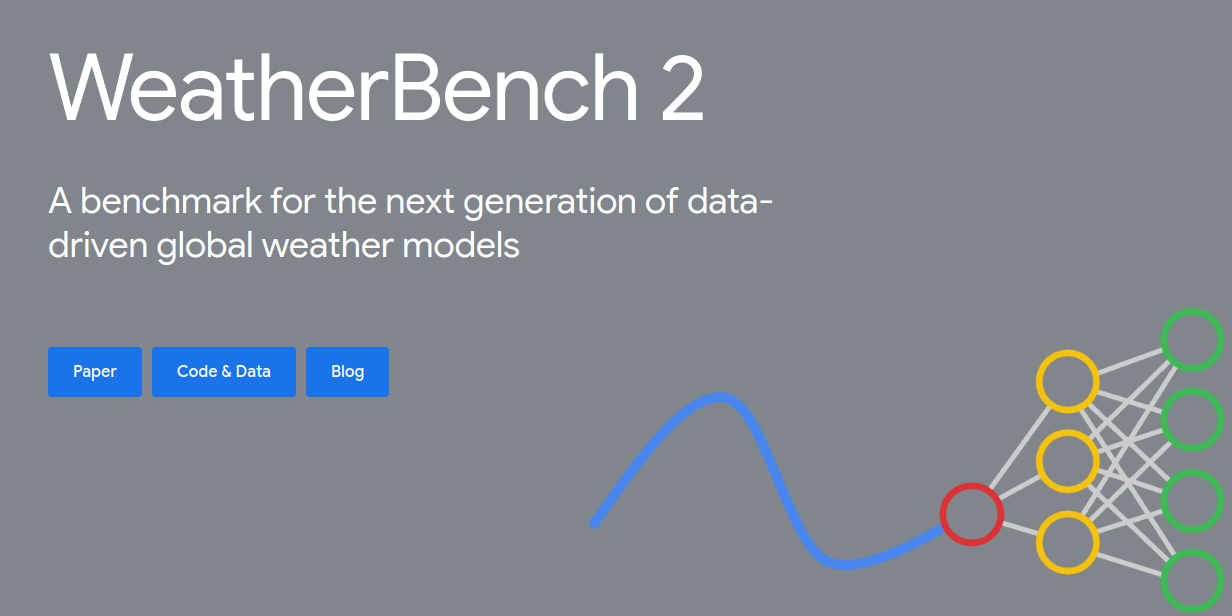 WeatherBench 2
A benchmark for the next generation of data-
driven global weather models
Paper
Code & Data
Blog